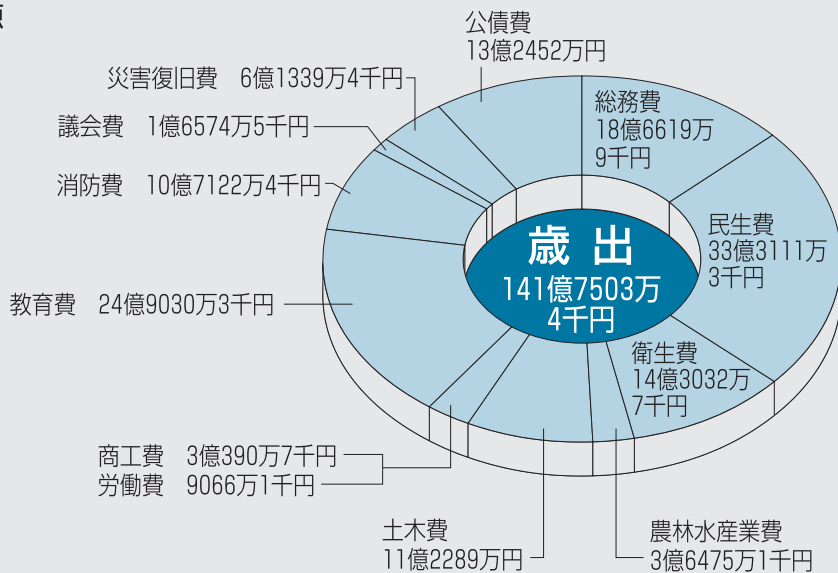 公債費
13億2452万円
災害復旧費 6億1339万4千円
議会費 1億6574万5千円
消防費 10億7122万4千円
教育費 24億9030万3千円
商工費 3億390万7千円
労働費 9066万1千円
土木費
11億2289万円
農林水産業費
3億6475万1千円
衛生費
14億3032万
7千円
民生費
33億3111万
3千円
総務費
18億6619万
9千円
歳出
141億7503万
4千円